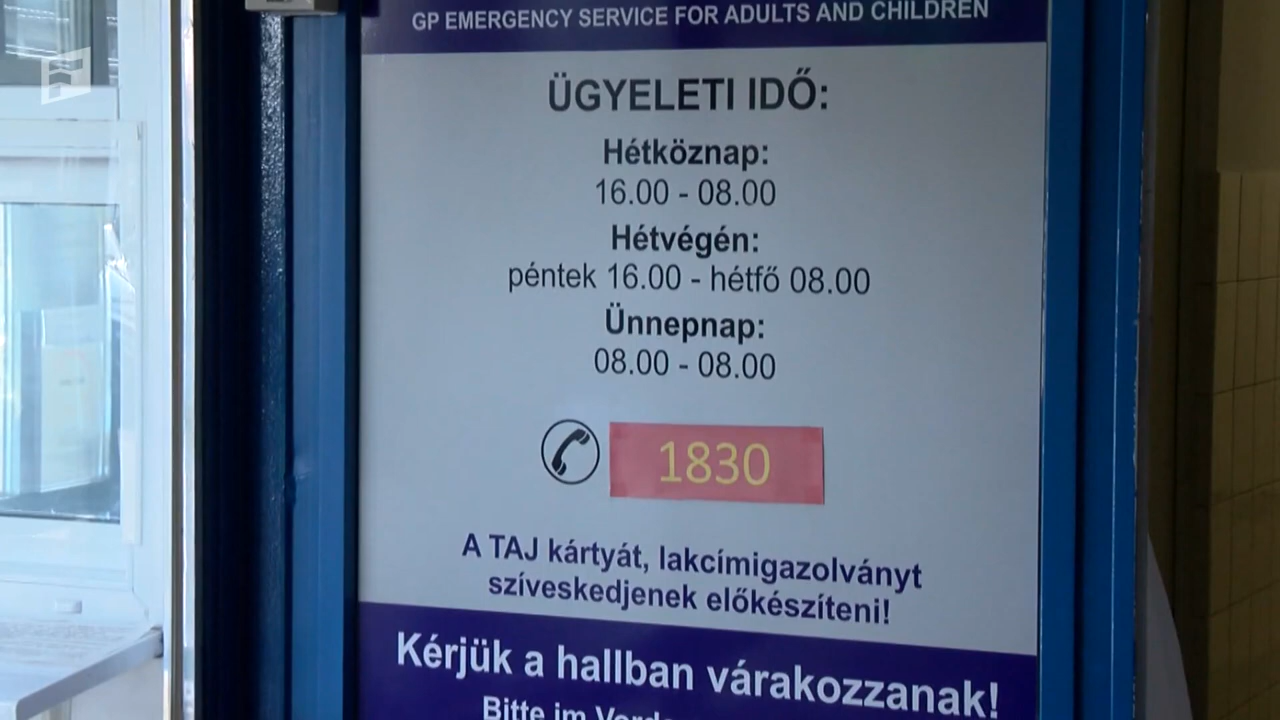 GP EMERGENCY SERVICE FOR ADULTS AND CHILDREN
ÜGYELETI IDŐ:
Hétköznap:
16.00 - 08.00
Hétvégén:
péntek 16.00 - hétfő 08.00
Ünnepnap:
08.00 - 08.00
1830
A TAJ kártyát, lakcímigazolványt
szíveskedjenek előkészíteni!
Kérjük a hallban várakozzanak!
Bitte im